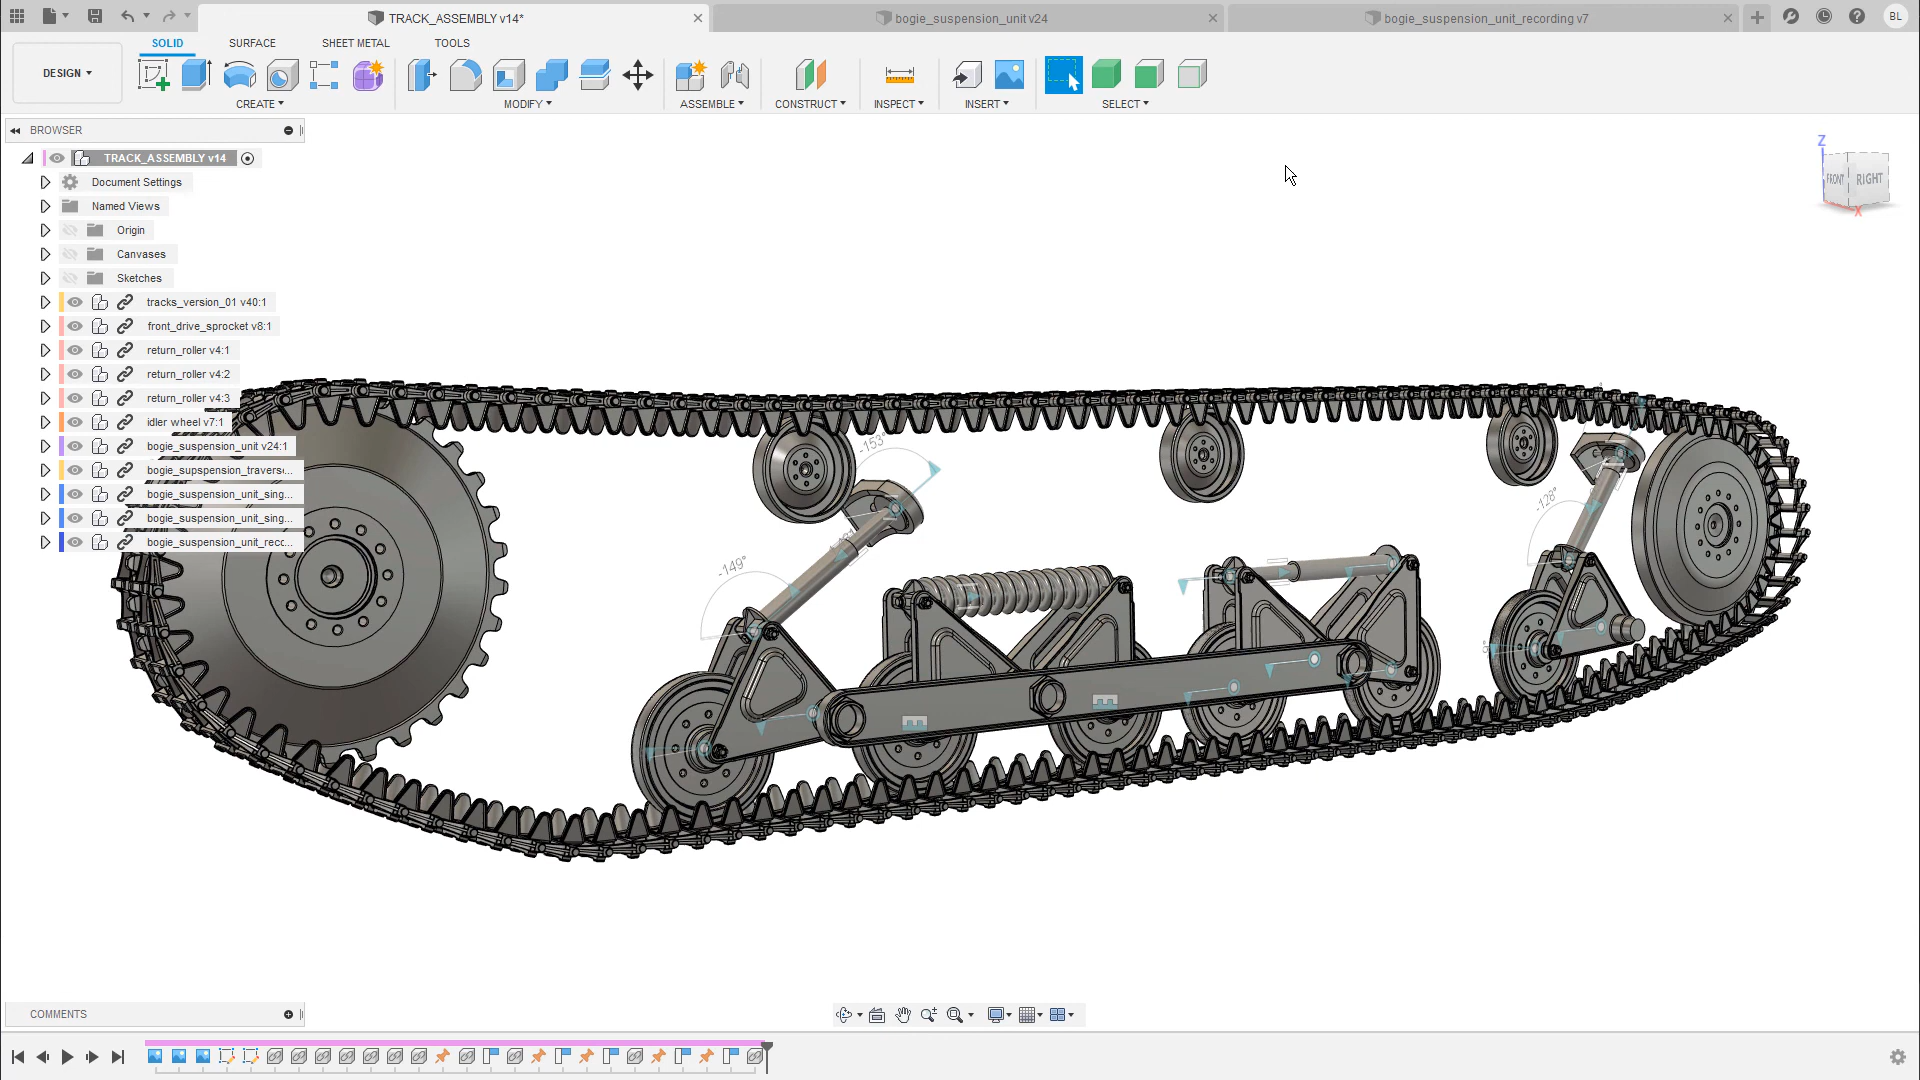 TRACK_ASSEMBLY v14*
bogie_suspension_unit v24
bogie_suspension_unit_recording v7
BL
DESIGN
SOLID
SURFACE
SHEET METAL
TOOLS
CREATE
MODIFY
ASSEMBLE
CONSTRUCT
INSPECT
INSERT
SELECT
BROWSER
TRACK_ASSEMBLY v14
Document Settings
Named Views
Origin
Canvases
Sketches
tracks_version_01 v40:1
front_drive_sprocket v8:1
return_roller v4:1
return_roller v4:2
return_roller v4:3
idler wheel v7:1
bogie_suspension_unit v24:1
bogie_supspension_traverse...
bogie_suspension_unit_sing...
bogie_suspension_unit_sing...
bogie_suspension_unit_reco...
Z
FRONT
RIGHT
X
-153°
-149°
-128°
COMMENTS